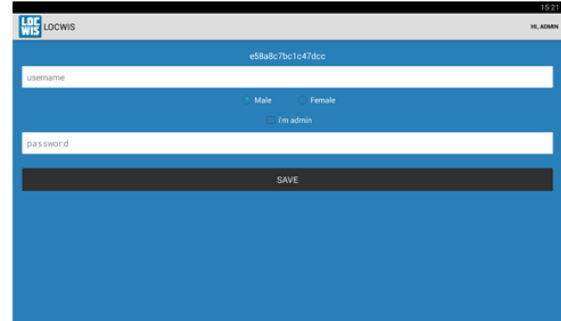 15:21
LOC
WIS
LOCWIS
HI, ADMIN
e58a8c7bc1c47dcc
username
Male
Female
i'm admin
password
SAVE